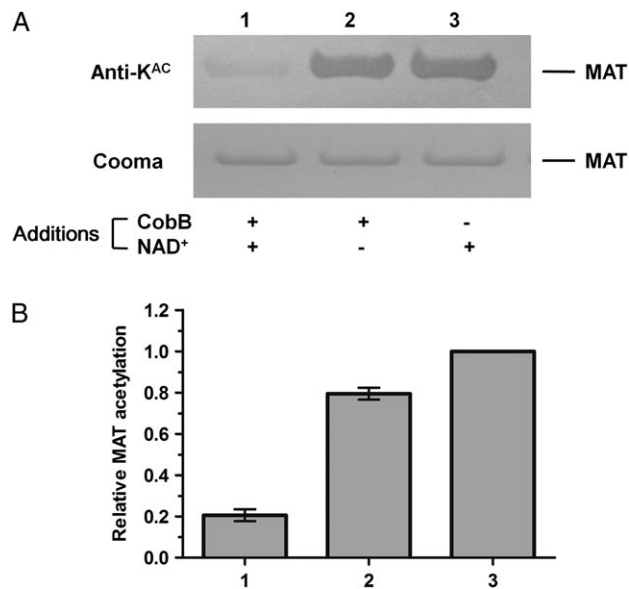 A
1 2 3
Anti-K^AC MAT
Cooma MAT
Additions
CobB + + -
NAD+ + - +
B
Relative MAT acetylation
1.2
1.0
0.8
0.6
0.4
0.2
0.0
1 2 3